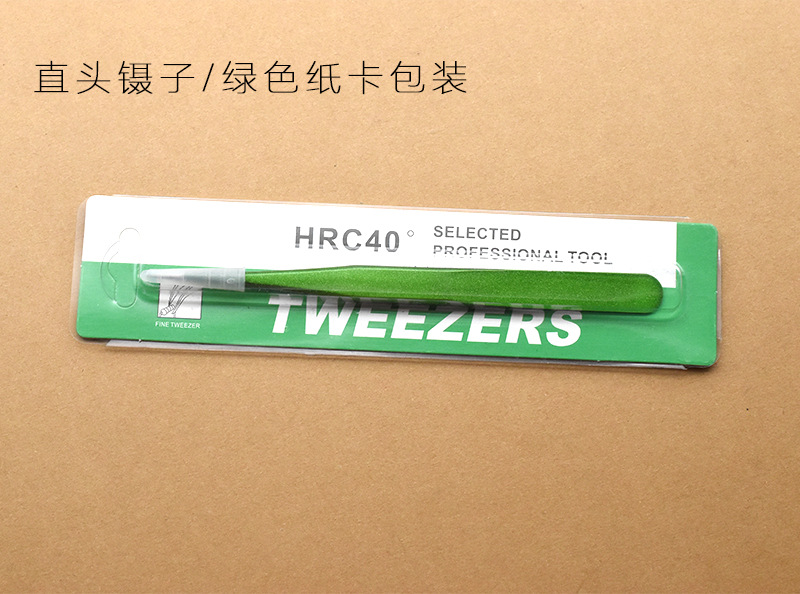 直头镊子/绿色纸卡包装
HRC40°
SELECTED
PROFESSIONAL TOOL
TWEEZERS
FINE TWEEZER